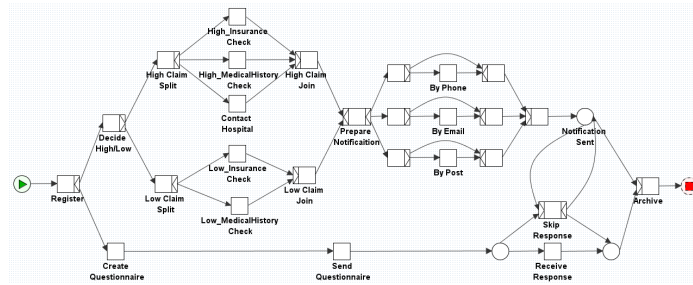 High_Insurance
Check
High Claim
Split
High_MedicalHistory
Check
High Claim
Join
Contact
Hospital
By Phone
Decide
High/Low
Prepare
Notification
By Email
Notification
Sent
Low_Insurance
Check
By Post
Register
Low Claim
Split
Low_MedicalHistory
Check
Low Claim
Join
Archive
Skip
Response
Create
Questionnaire
Send
Questionnaire
Receive
Response